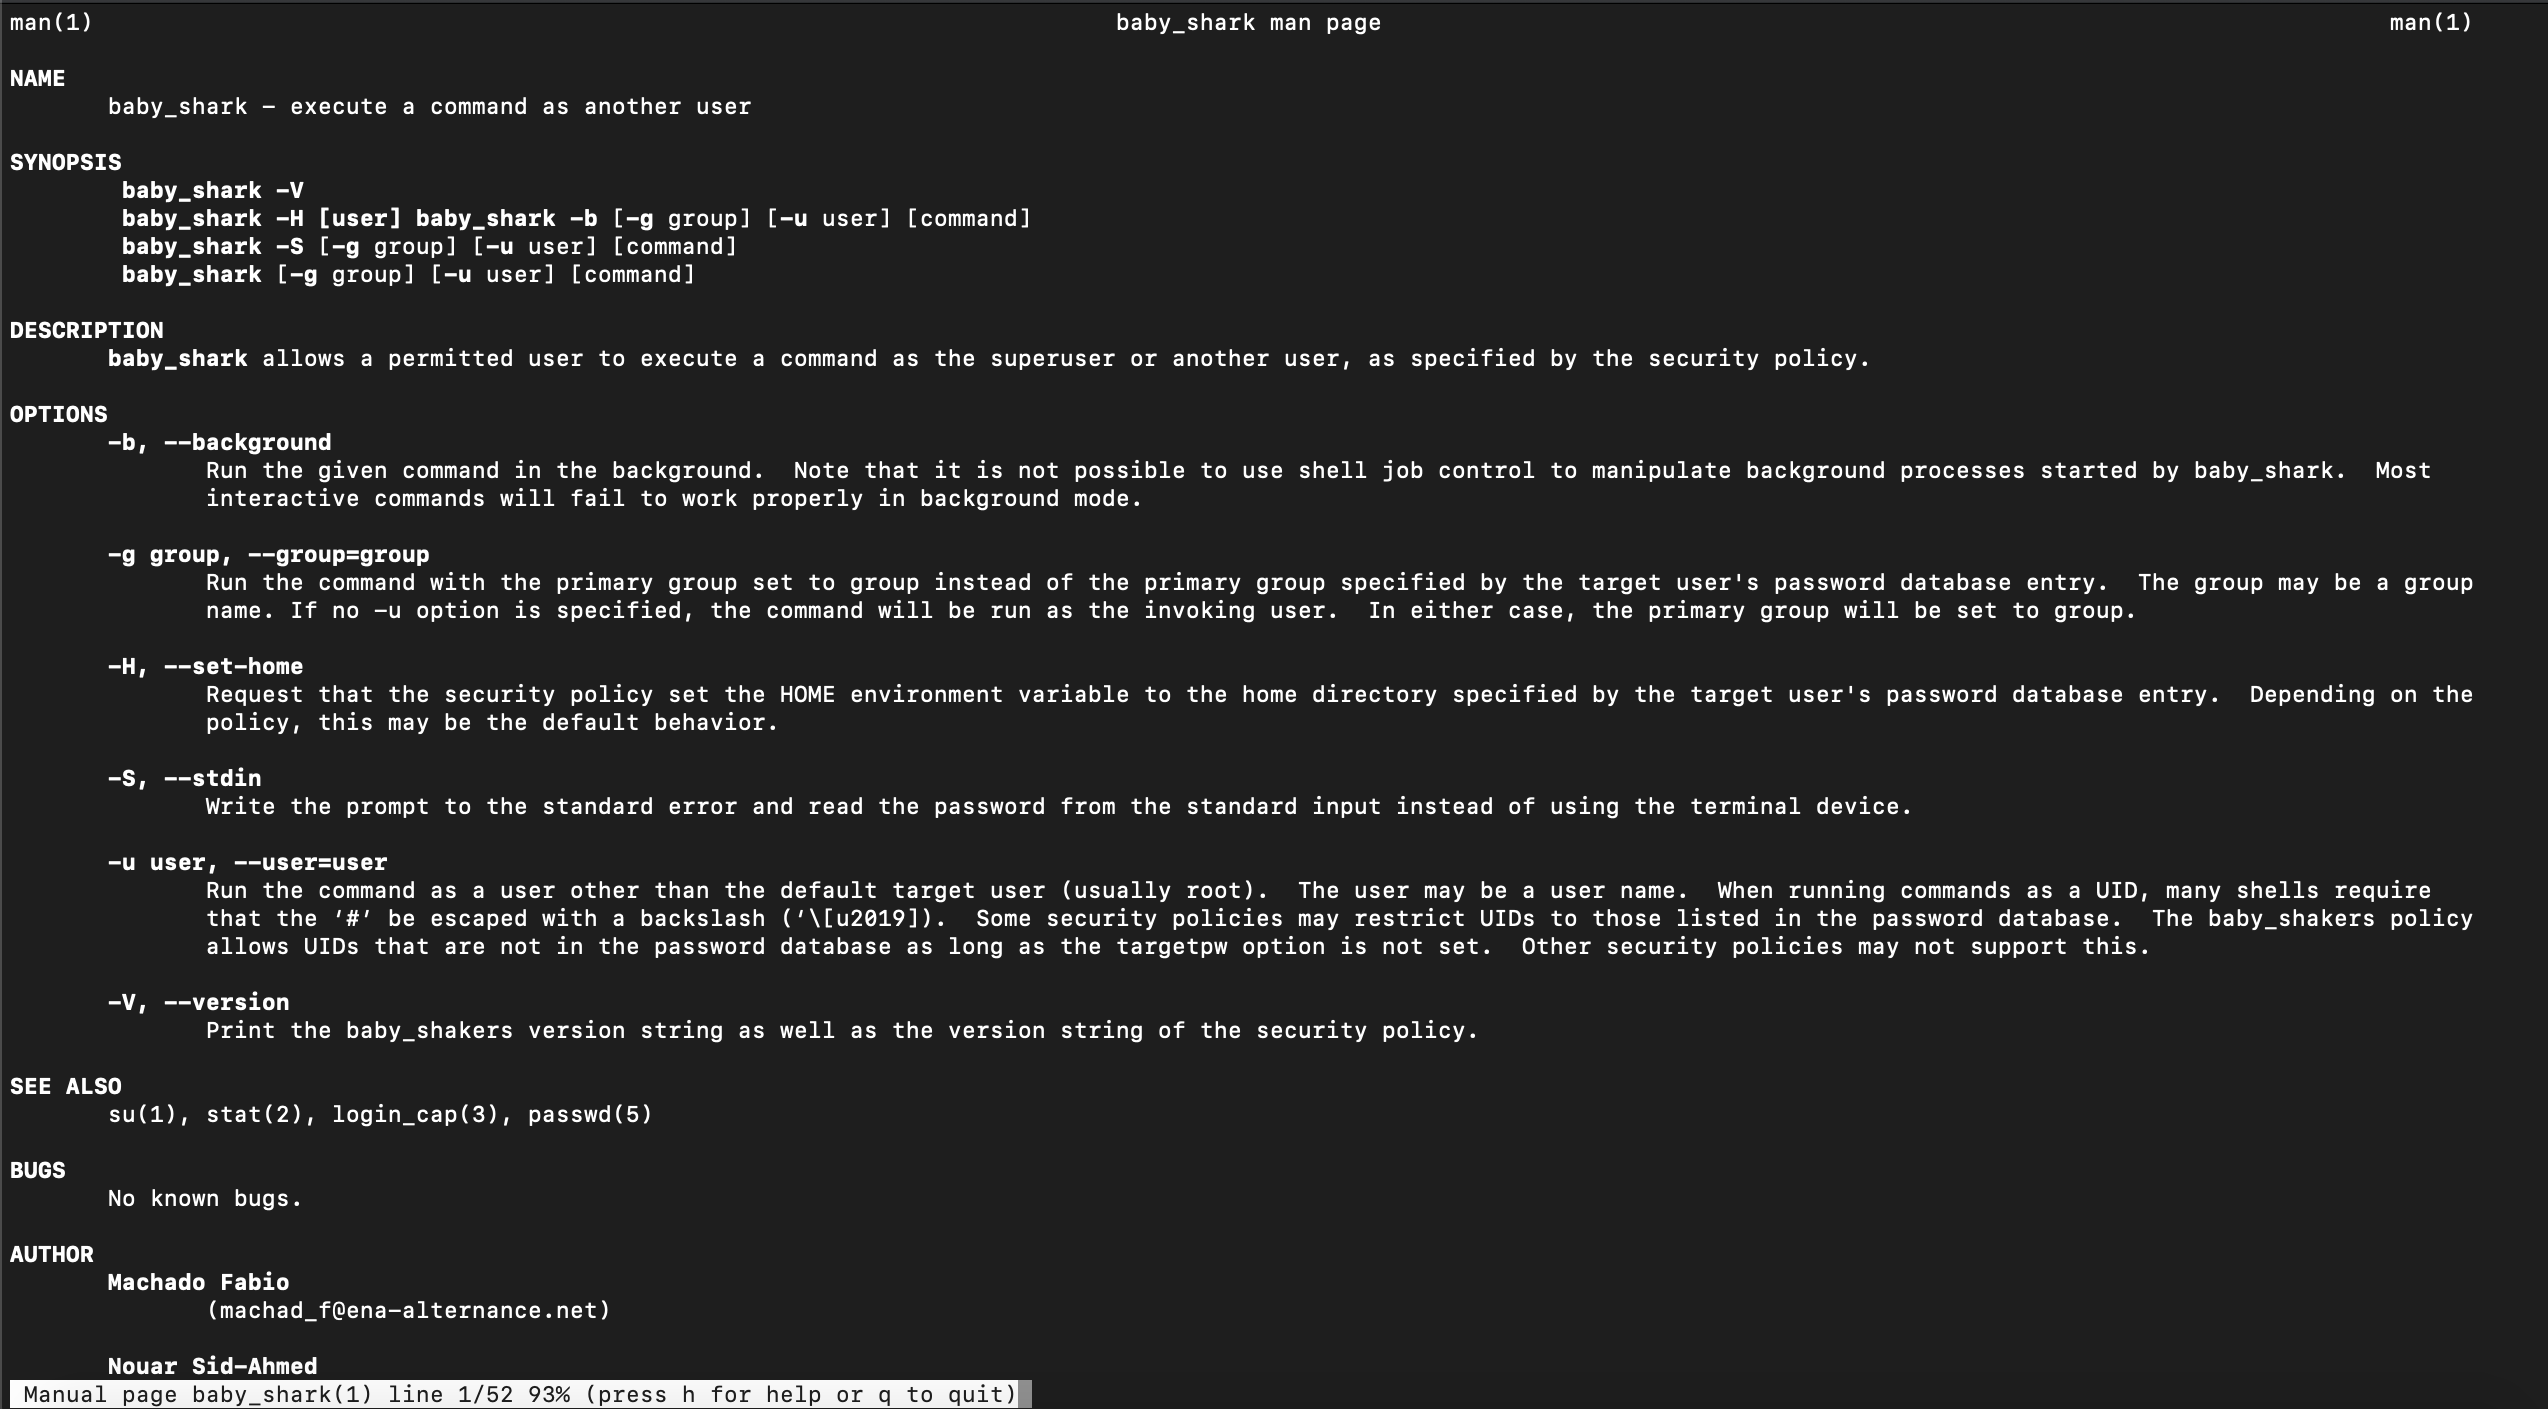 man(1) baby_shark man page man(1)
NAME
baby_shark – execute a command as another user
SYNOPSIS
baby_shark –V
baby_shark –H [user] baby_shark –b [–g group] [–u user] [command]
baby_shark –S [–g group] [–u user] [command]
baby_shark [–g group] [–u user] [command]
DESCRIPTION
baby_shark allows a permitted user to execute a command as the superuser or another user, as specified by the security policy.
OPTIONS
–b, ––background
Run the given command in the background.  Note that it is not possible to use shell job control to manipulate background processes started by baby_shark.  Most
interactive commands will fail to work properly in background mode.
–g group, ––group=group
Run the command with the primary group set to group instead of the primary group specified by the target user's password database entry.  The group may be a group
name. If no –u option is specified, the command will be run as the invoking user.  In either case, the primary group will be set to group.
–H, ––set–home
Request that the security policy set the HOME environment variable to the home directory specified by the target user's password database entry.  Depending on the
policy, this may be the default behavior.
–S, ––stdin
Write the prompt to the standard error and read the password from the standard input instead of using the terminal device.
–u user, ––user=user
Run the command as a user other than the default target user (usually root).  The user may be a user name.  When running commands as a UID, many shells require
that the ‘#’ be escaped with a backslash (‘\[u2019]).  Some security policies may restrict UIDs to those listed in the password database.  The baby_shakers policy
allows UIDs that are not in the password database as long as the targetpw option is not set.  Other security policies may not support this.
–V, ––version
Print the baby_shakers version string as well as the version string of the security policy.
SEE ALSO
su(1), stat(2), login_cap(3), passwd(5)
BUGS
No known bugs.
AUTHOR
Machado Fabio
(machad_f@ena–alternance.net)
Nouar Sid–Ahmed
Manual page baby_shark(1) line 1/52 93% (press h for help or q to quit)